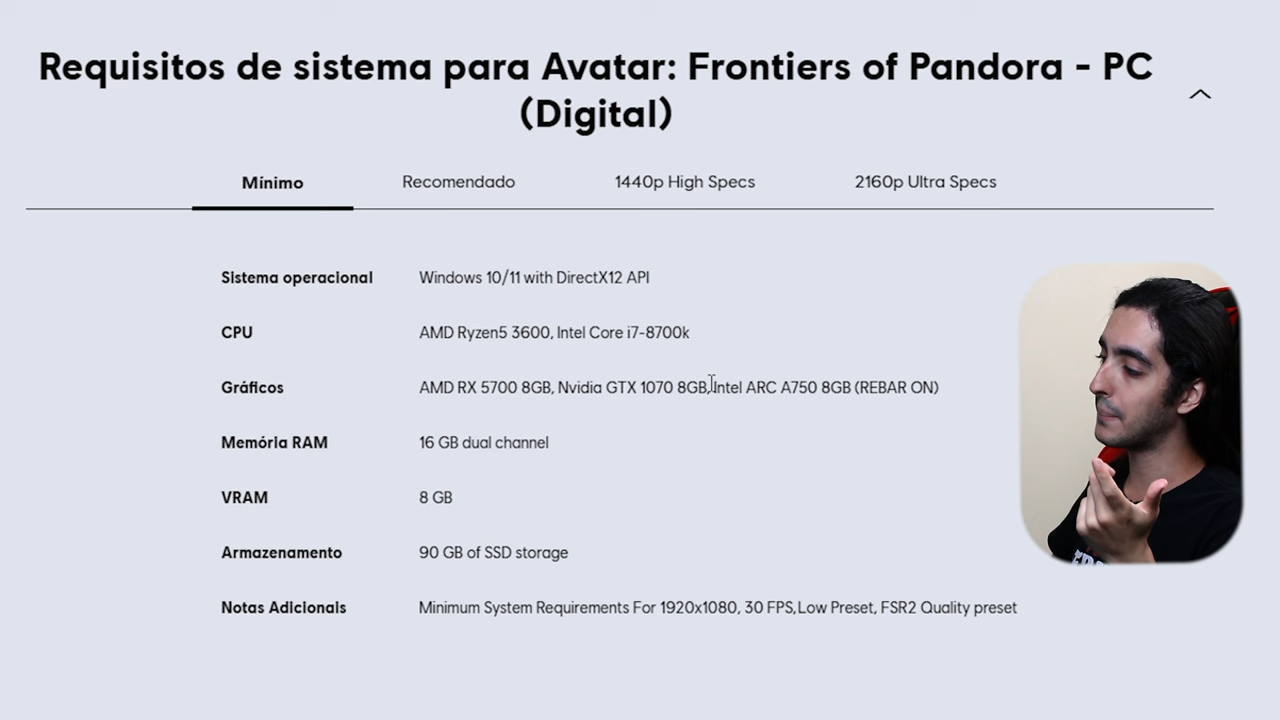 Requisitos de sistema para Avatar: Frontiers of Pandora - PC
(Digital)
Mínimo Recomendado 1440p High Specs 2160p Ultra Specs
Sistema operacional Windows 10/11 with DirectX12 API
CPU AMD Ryzen5 3600, Intel Core i7-8700k
Gráficos AMD RX 5700 8GB, Nvidia GTX 1070 8GB, Intel ARC A750 8GB (REBAR ON)
Memória RAM 16 GB dual channel
VRAM 8 GB
Armazenamento 90 GB of SSD storage
Notas Adicionais Minimum System Requirements For 1920x1080, 30 FPS,Low Preset, FSR2 Quality preset